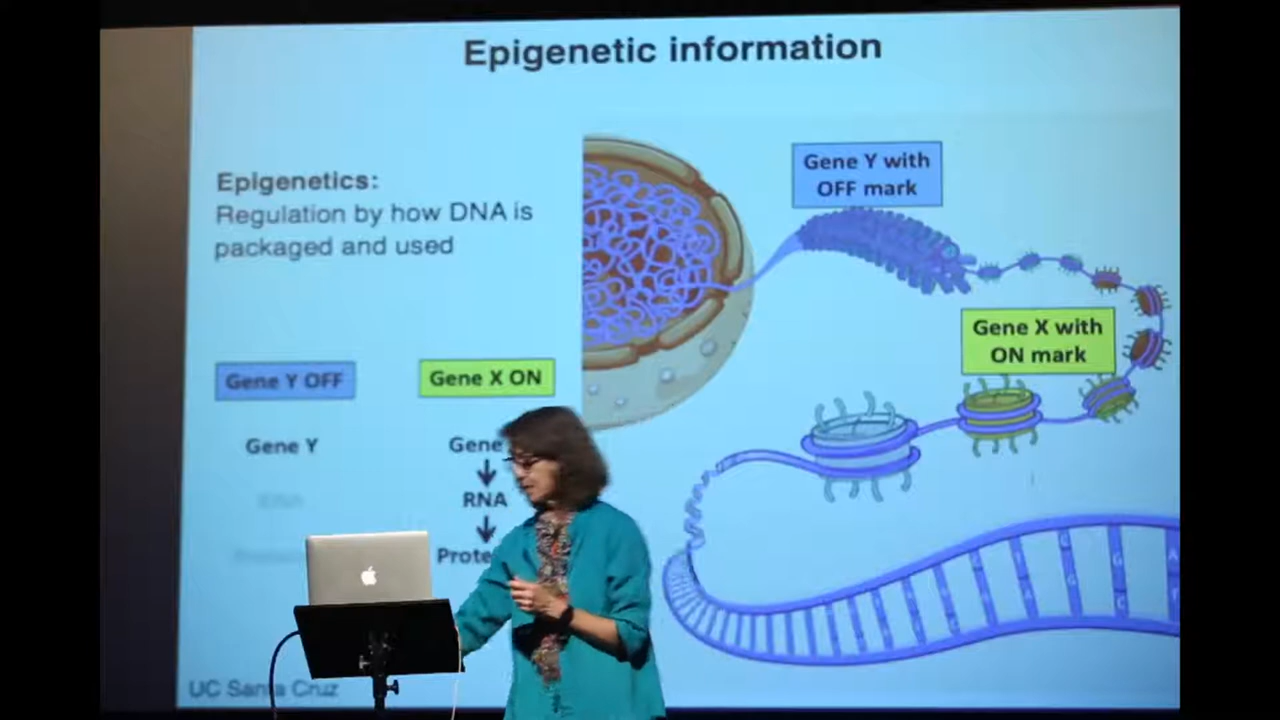 Epigenetic information
Epigenetics:
Regulation by how DNA is
packaged and used
Gene Y with
OFF mark
Gene X with
ON mark
Gene Y OFF
Gene X ON
Gene Y
Gene
RNA
Prote
UC Santa Cruz